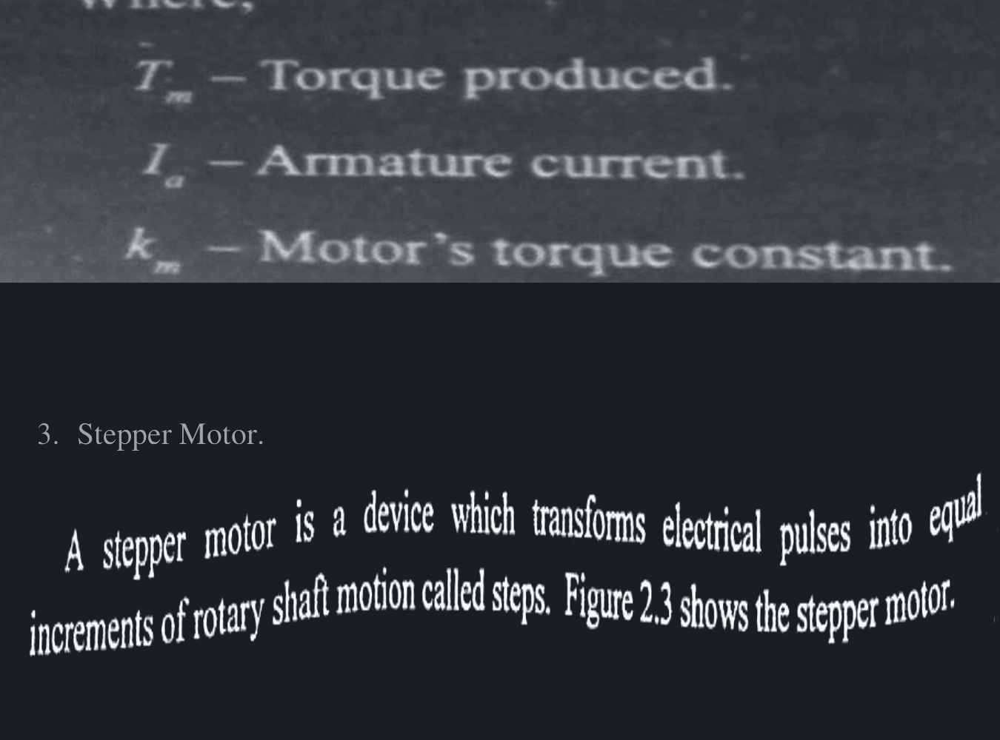 Where,
T_m – Torque produced.
I_a – Armature current.
k_m – Motor's torque constant.
3. Stepper Motor.
A stepper motor is a device which transforms electrical pulses into equal
increments of rotary shaft motion called steps. Figure 2.3 shows the stepper motor.